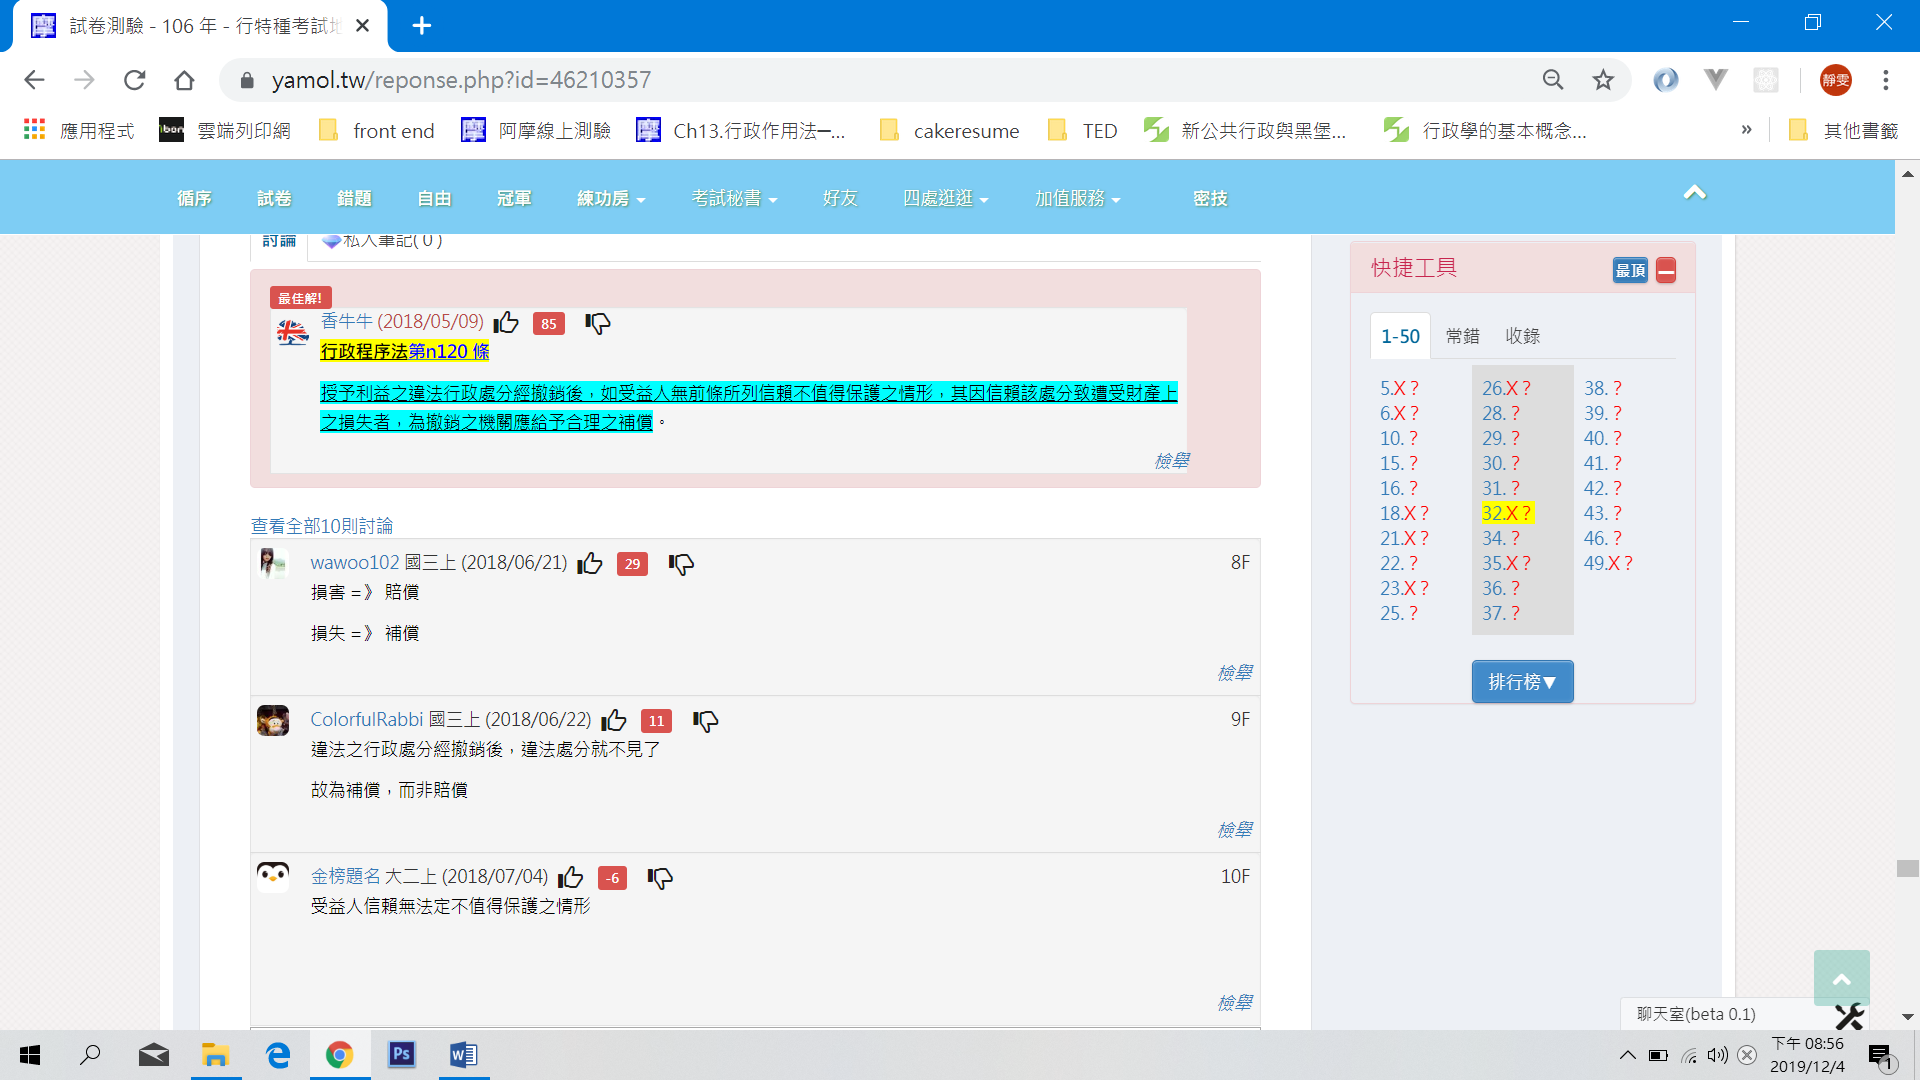 試卷測驗 - 106 年 - 行特種考試地
yamol.tw/reponse.php?id=46210357
靜雯
應用程式
ibon
雲端列印網
front end
摩
阿摩線上測驗
摩
Ch13.行政作用法─...
cakeresume
TED
新公共行政與黑堡...
行政學的基本概念...
»
其他書籤
循序
試卷
錯題
自由
冠軍
練功房
考試秘書
好友
四處逛逛
加值服務
密技
討論
私人筆記( 0 )
最佳解!
香牛牛 (2018/05/09) 85
行政程序法第n120 條
授予利益之違法行政處分經撤銷後，如受益人無前條所列信賴不值得保護之情形，其因信賴該處分致遭受財產上
之損失者，為撤銷之機關應給予合理之補償。
檢舉
查看全部10則討論
wawoo102 國三上 (2018/06/21) 29 8F
損害 =》 賠償
損失 =》 補償
檢舉
ColorfulRabbi 國三上 (2018/06/22) 11 9F
違法之行政處分經撤銷後，違法處分就不見了
故為補償，而非賠償
檢舉
金榜題名 大二上 (2018/07/04) -6 10F
受益人信賴無法定不值得保護之情形
檢舉
快捷工具
最頂
1-50
常錯
收錄
5.X ?
6.X ?
10. ?
15. ?
16. ?
18.X ?
21.X ?
22. ?
23.X ?
25. ?
26.X ?
28. ?
29. ?
30. ?
31. ?
32.X ?
34. ?
35.X ?
36. ?
37. ?
38. ?
39. ?
40. ?
41. ?
42. ?
43. ?
46. ?
49.X ?
排行榜▼
聊天室(beta 0.1)
Ps
下午 08:56
2019/12/4
1